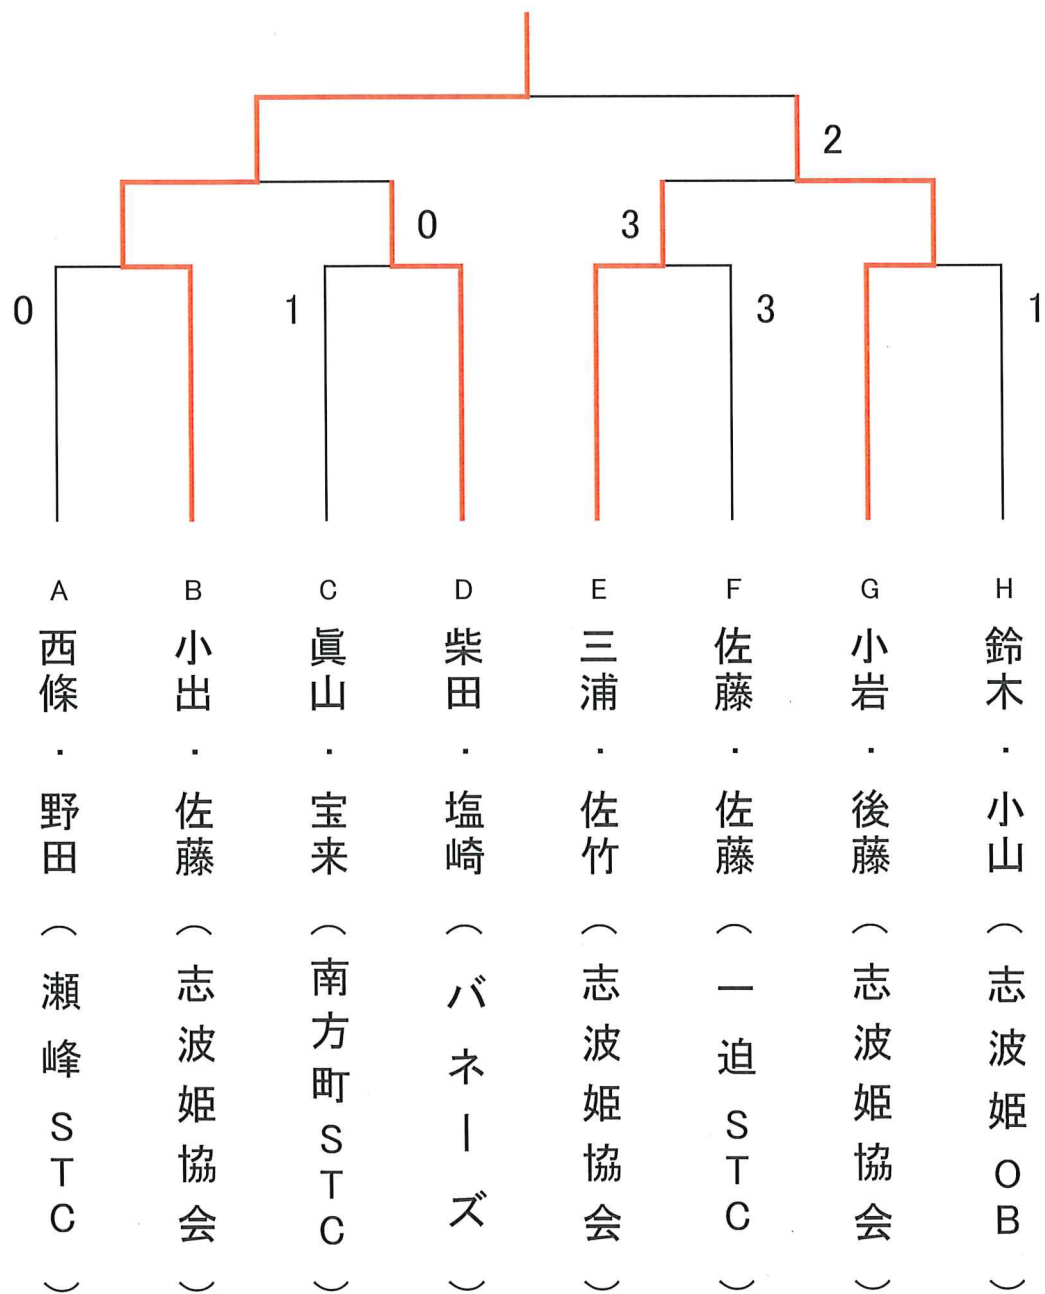 2
0
3
0
1
3
1
A
西條・野田（瀬峰STC）
B
小出・佐藤（志波姫協会）
C
眞山・宝来（南方町STC）
D
柴田・塩崎（バネーズ）
E
三浦・佐竹（志波姫協会）
F
佐藤・佐藤（一迫STC）
G
小岩・後藤（志波姫協会）
H
鈴木・小山（志波姫OB）